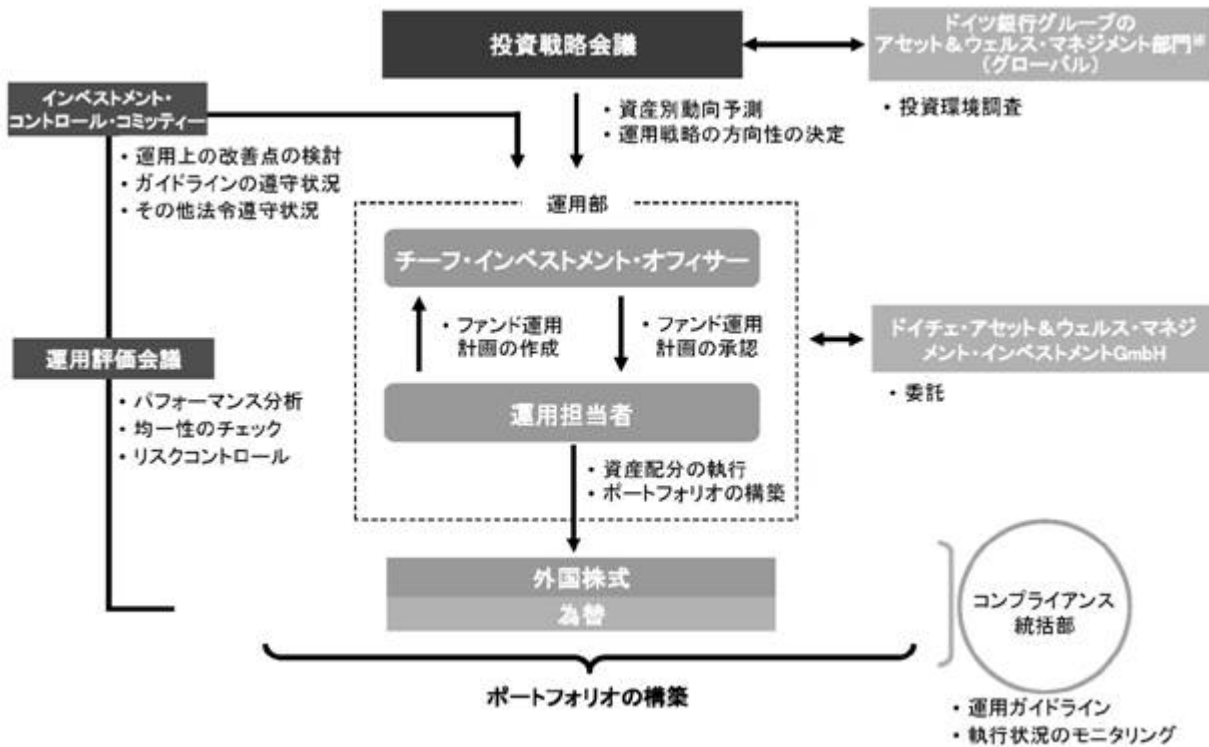 投資戦略会議
ドイツ銀行グループの
アセット&ウェルス・マネジメント部門※
(グローバル)
・投資環境調査
インベストメント・
コントロール・コミッティー
・運用上の改善点の検討
・ガイドラインの遵守状況
・その他法令遵守状況
・資産別動向予測
・運用戦略の方向性の決定
運用部
チーフ・インベストメント・オフィサー
・ファンド運用
計画の作成
・ファンド運用
計画の承認
ドイチェ・アセット&ウェルス・マネジ
メント・インベストメントGmbH
・委託
運用評価会議
・パフォーマンス分析
・均一性のチェック
・リスクコントロール
運用担当者
・資産配分の執行
・ポートフォリオの構築
外国株式
為替
コンプライアンス
統括部
ポートフォリオの構築
・運用ガイドライン
・執行状況のモニタリング